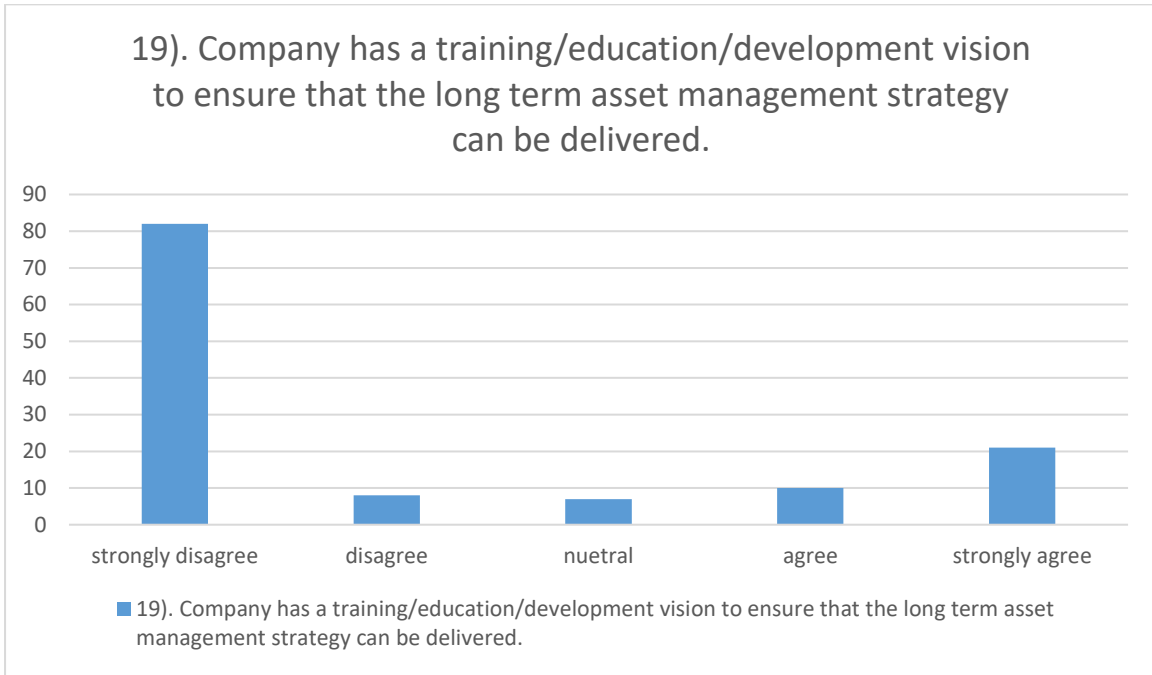 19). Company has a training/education/development vision
to ensure that the long term asset management strategy
can be delivered.
90
80
70
60
50
40
30
20
10
0
strongly disagree
disagree
nuetral
agree
strongly agree
19). Company has a training/education/development vision to ensure that the long term asset
management strategy can be delivered.